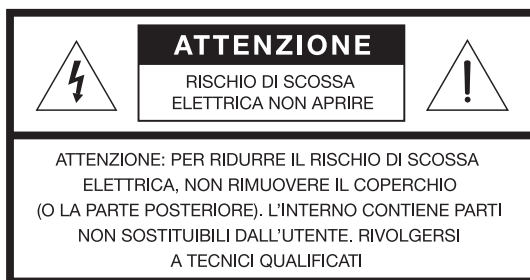 ATTENZIONE
RISCHIO DI SCOSSA
ELETTRICA NON APRIRE
ATTENZIONE: PER RIDURRE IL RISCHIO DI SCOSSA
ELETTRICA, NON RIMUOVERE IL COPERCHIO
(O LA PARTE POSTERIORE). L'INTERNO CONTIENE PARTI
NON SOSTITUIBILI DALL'UTENTE. RIVOLGERSI
A TECNICI QUALIFICATI